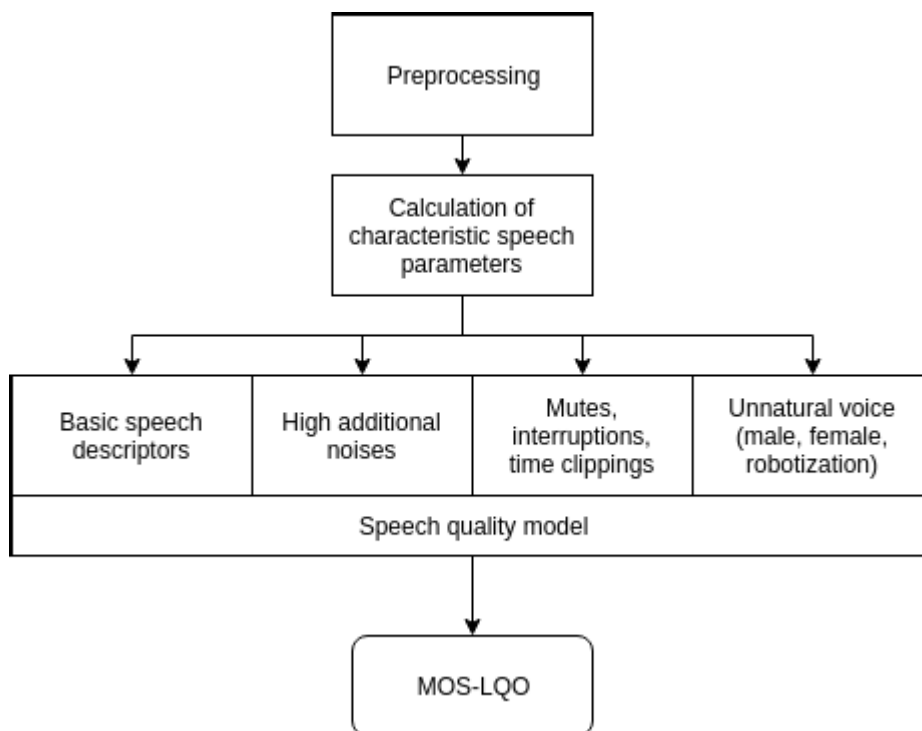 Preprocessing
Calculation of
characteristic speech
parameters
Basic speech
descriptors
High additional
noises
Mutes,
interruptions,
time clippings
Unnatural voice
(male, female,
robotization)
Speech quality model
MOS-LQO